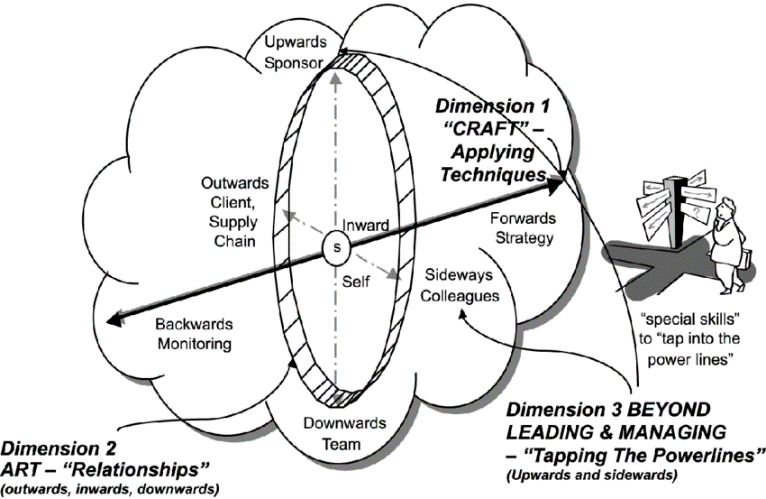 Upwards
Sponsor
Dimension 1
“CRAFT” –
Applying
Techniques
Outwards
Client,
Supply
Chain
Inward
S
Self
Forwards
Strategy
Sideways
Colleagues
Backwards
Monitoring
Downwards
Team
?
“special skills”
to “tap into the
power lines”
Dimension 2
ART – “Relationships”
(outwards, inwards, downwards)
Dimension 3 BEYOND
LEADING & MANAGING
– “Tapping The Powerlines”
(Upwards and sidewards)